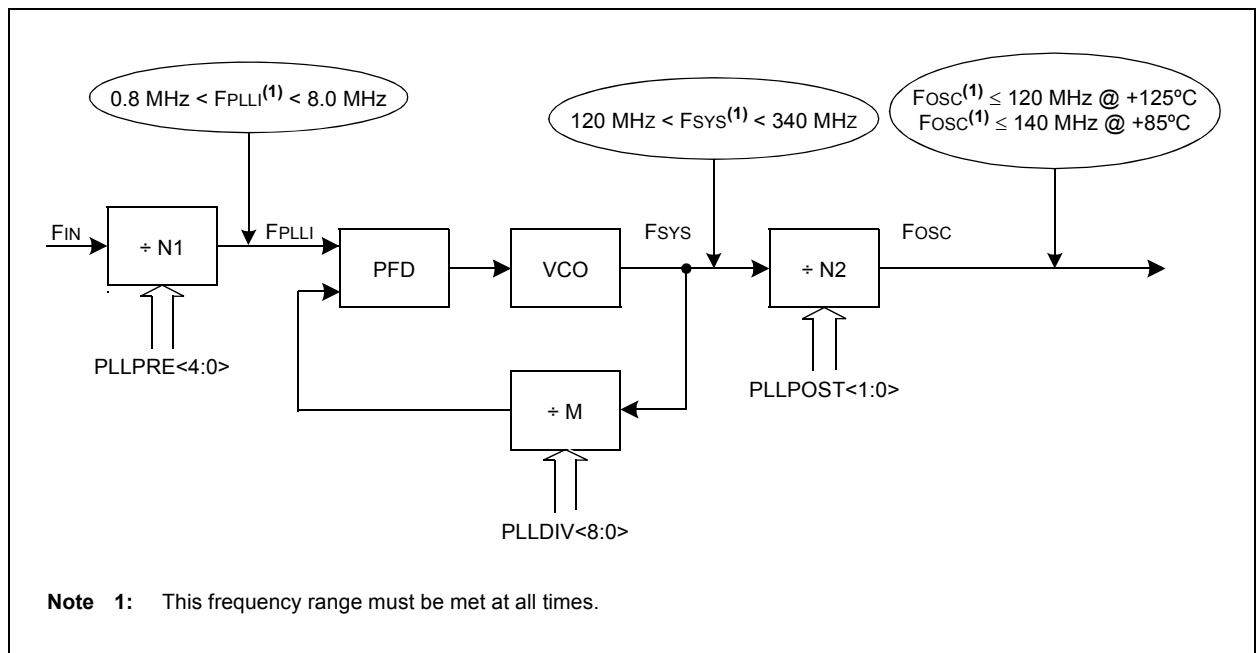 0.8 MHz < FPLLI(1) < 8.0 MHz
120 MHz < FSYS(1) < 340 MHz
FOSC(1) ≤ 120 MHz @ +125ºC
FOSC(1) ≤ 140 MHz @ +85ºC
FIN
÷ N1
FPLLI
PFD
VCO
FSYS
÷ N2
FOSC
PLLPRE<4:0>
÷ M
PLLPOST<1:0>
PLLDIV<8:0>
Note 1: This frequency range must be met at all times.